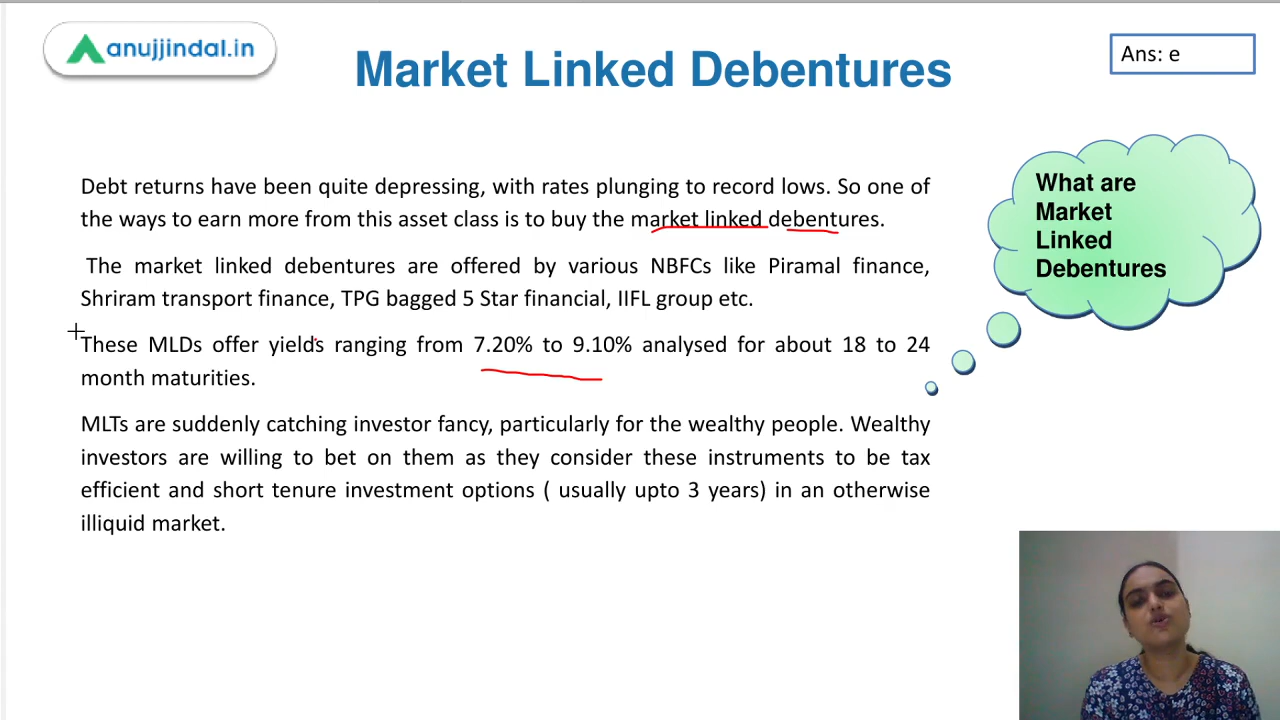 anujjindal.in
Market Linked Debentures
Ans: e
Debt returns have been quite depressing, with rates plunging to record lows. So one of
the ways to earn more from this asset class is to buy the market linked debentures.
The market linked debentures are offered by various NBFCs like Piramal finance,
Shriram transport finance, TPG bagged 5 Star financial, IIFL group etc.
These MLDs offer yields ranging from 7.20% to 9.10% analysed for about 18 to 24
month maturities.
MLTs are suddenly catching investor fancy, particularly for the wealthy people. Wealthy
investors are willing to bet on them as they consider these instruments to be tax
efficient and short tenure investment options ( usually upto 3 years) in an otherwise
illiquid market.
What are
Market
Linked
Debentures